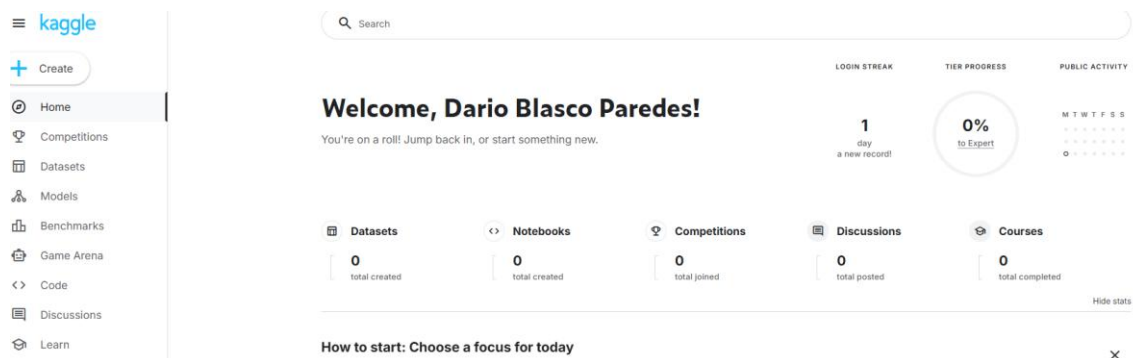 kaggle
Create
Home
Competitions
Datasets
Models
Benchmarks
Game Arena
Code
Discussions
Learn
Search
LOGIN STREAK TIER PROGRESS PUBLIC ACTIVITY
Welcome, Dario Blasco Paredes!
You're on a roll! Jump back in, or start something new.
1
day
a new record!
0%
to Expert
M T W T F S S
Datasets Notebooks Competitions Discussions Courses
0 0 0 0 0
total created total created total joined total posted total completed
Hide stats
How to start: Choose a focus for today